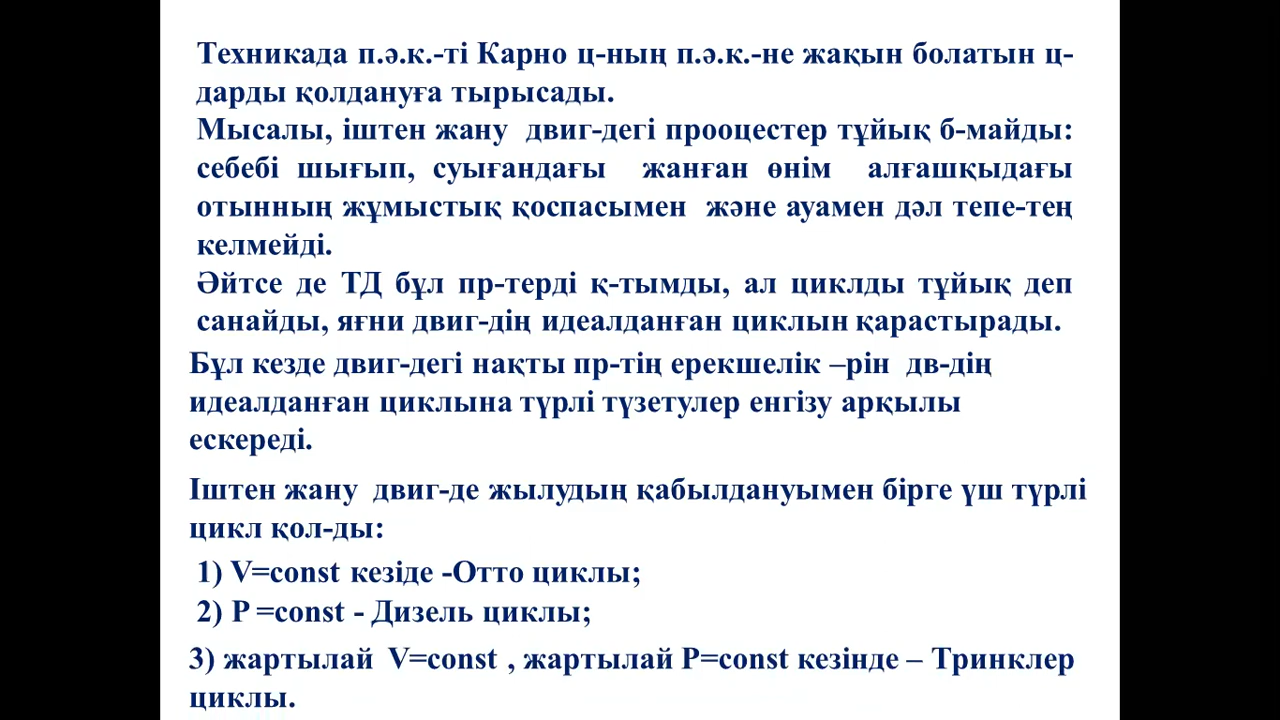 Техникада п.ә.к.-ті Карно ц-ның п.ә.к.-не жақын болатын ц-
дарды қолдануға тырысады.
Мысалы, іштен жану двиг-дегі прооцестер тұйық б-майды:
себебі шығып, суығандағы жанған өнім алғашқыдағы
отынның жұмыстық қоспасымен және ауамен дәл тепе-тең
келмейді.
Әйтсе де ТД бұл пр-терді қ-тымды, ал циклды тұйық деп
санайды, яғни двиг-дің идеалданған циклын қарастырады.
Бұл кезде двиг-дегі нақты пр-тің ерекшелік –рін дв-дің
идеалданған циклына түрлі түзетулер енгізу арқылы
ескереді.
Іштен жану двиг-де жылудың қабылдануымен бірге үш түрлі
цикл қол-ды:
1) V=const кезіде -Отто циклы;
2) P =const - Дизель циклы;
3) жартылай V=const , жартылай P=const кезінде – Тринклер
циклы.